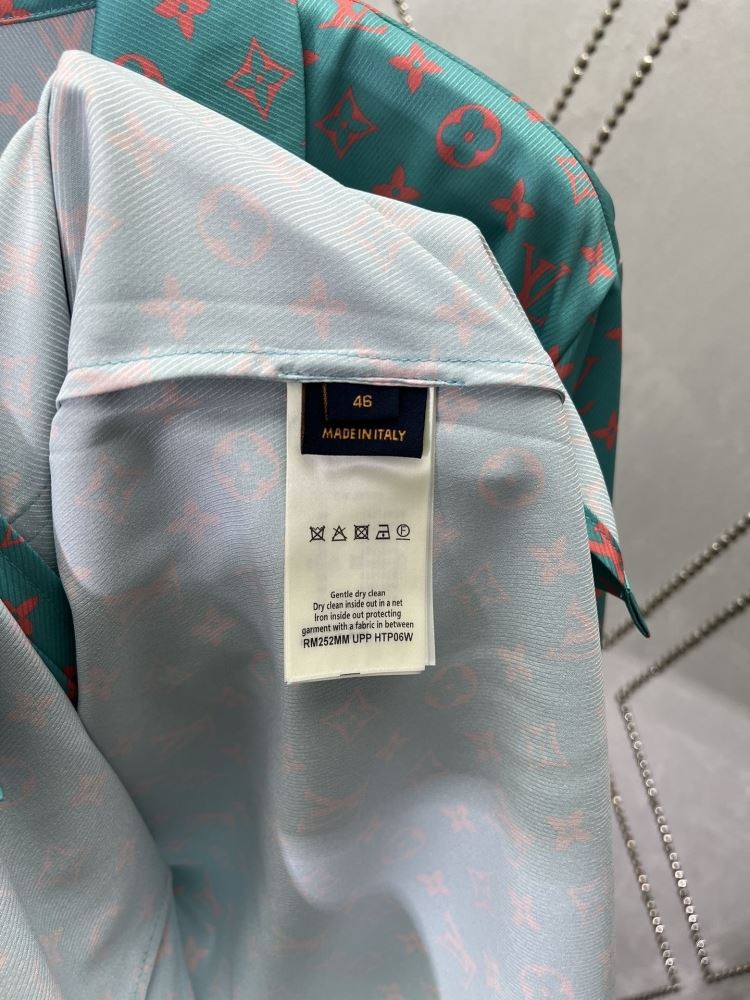 46
MADE IN ITALY
Gentle dry clean
Dry clean inside out in a net
Iron inside out protecting
garment with a fabric in between
RM252MM UPP HTP06W